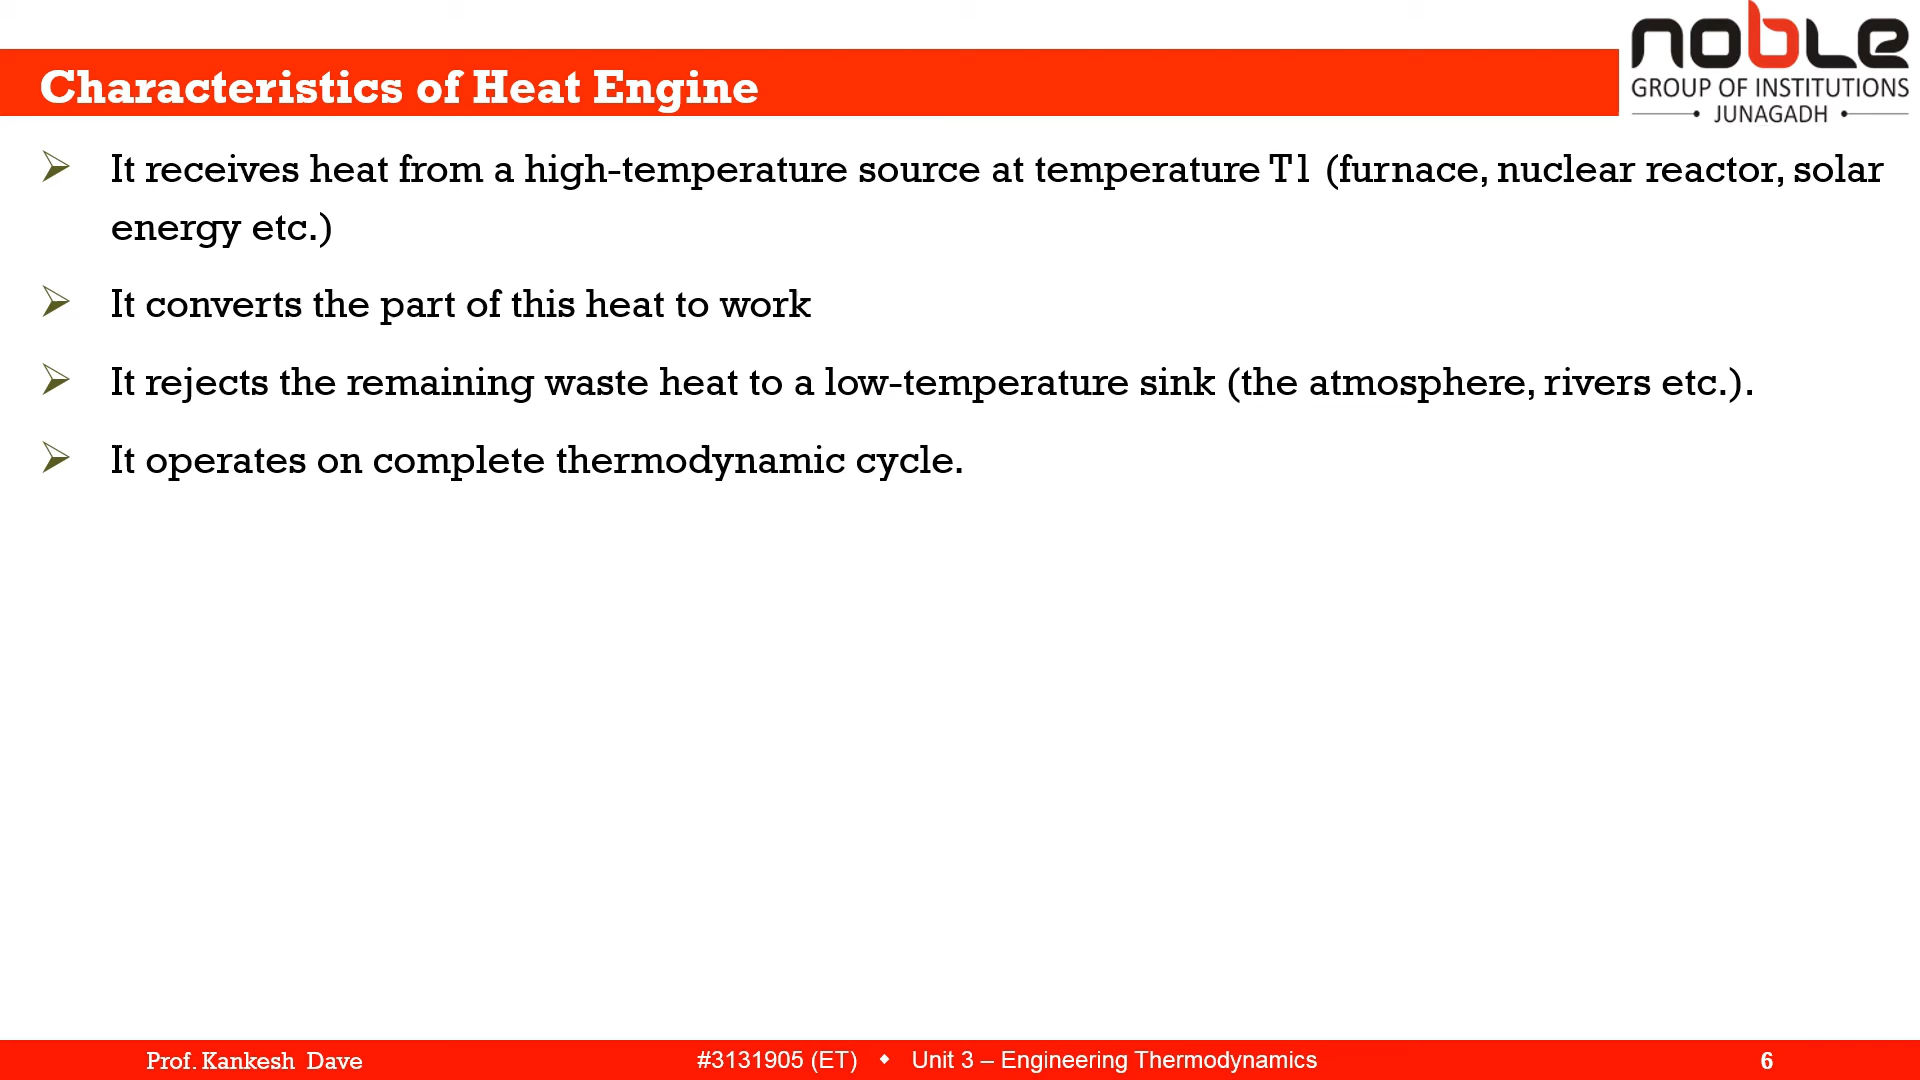 noble
GROUP OF INSTITUTIONS
JUNAGADH
Characteristics of Heat Engine
It receives heat from a high-temperature source at temperature T1 (furnace, nuclear reactor, solar
energy etc.)
It converts the part of this heat to work
It rejects the remaining waste heat to a low-temperature sink (the atmosphere, rivers etc.).
It operates on complete thermodynamic cycle.
Prof. Kankesh Dave #3131905 (ET) ◆ Unit 3 – Engineering Thermodynamics 6